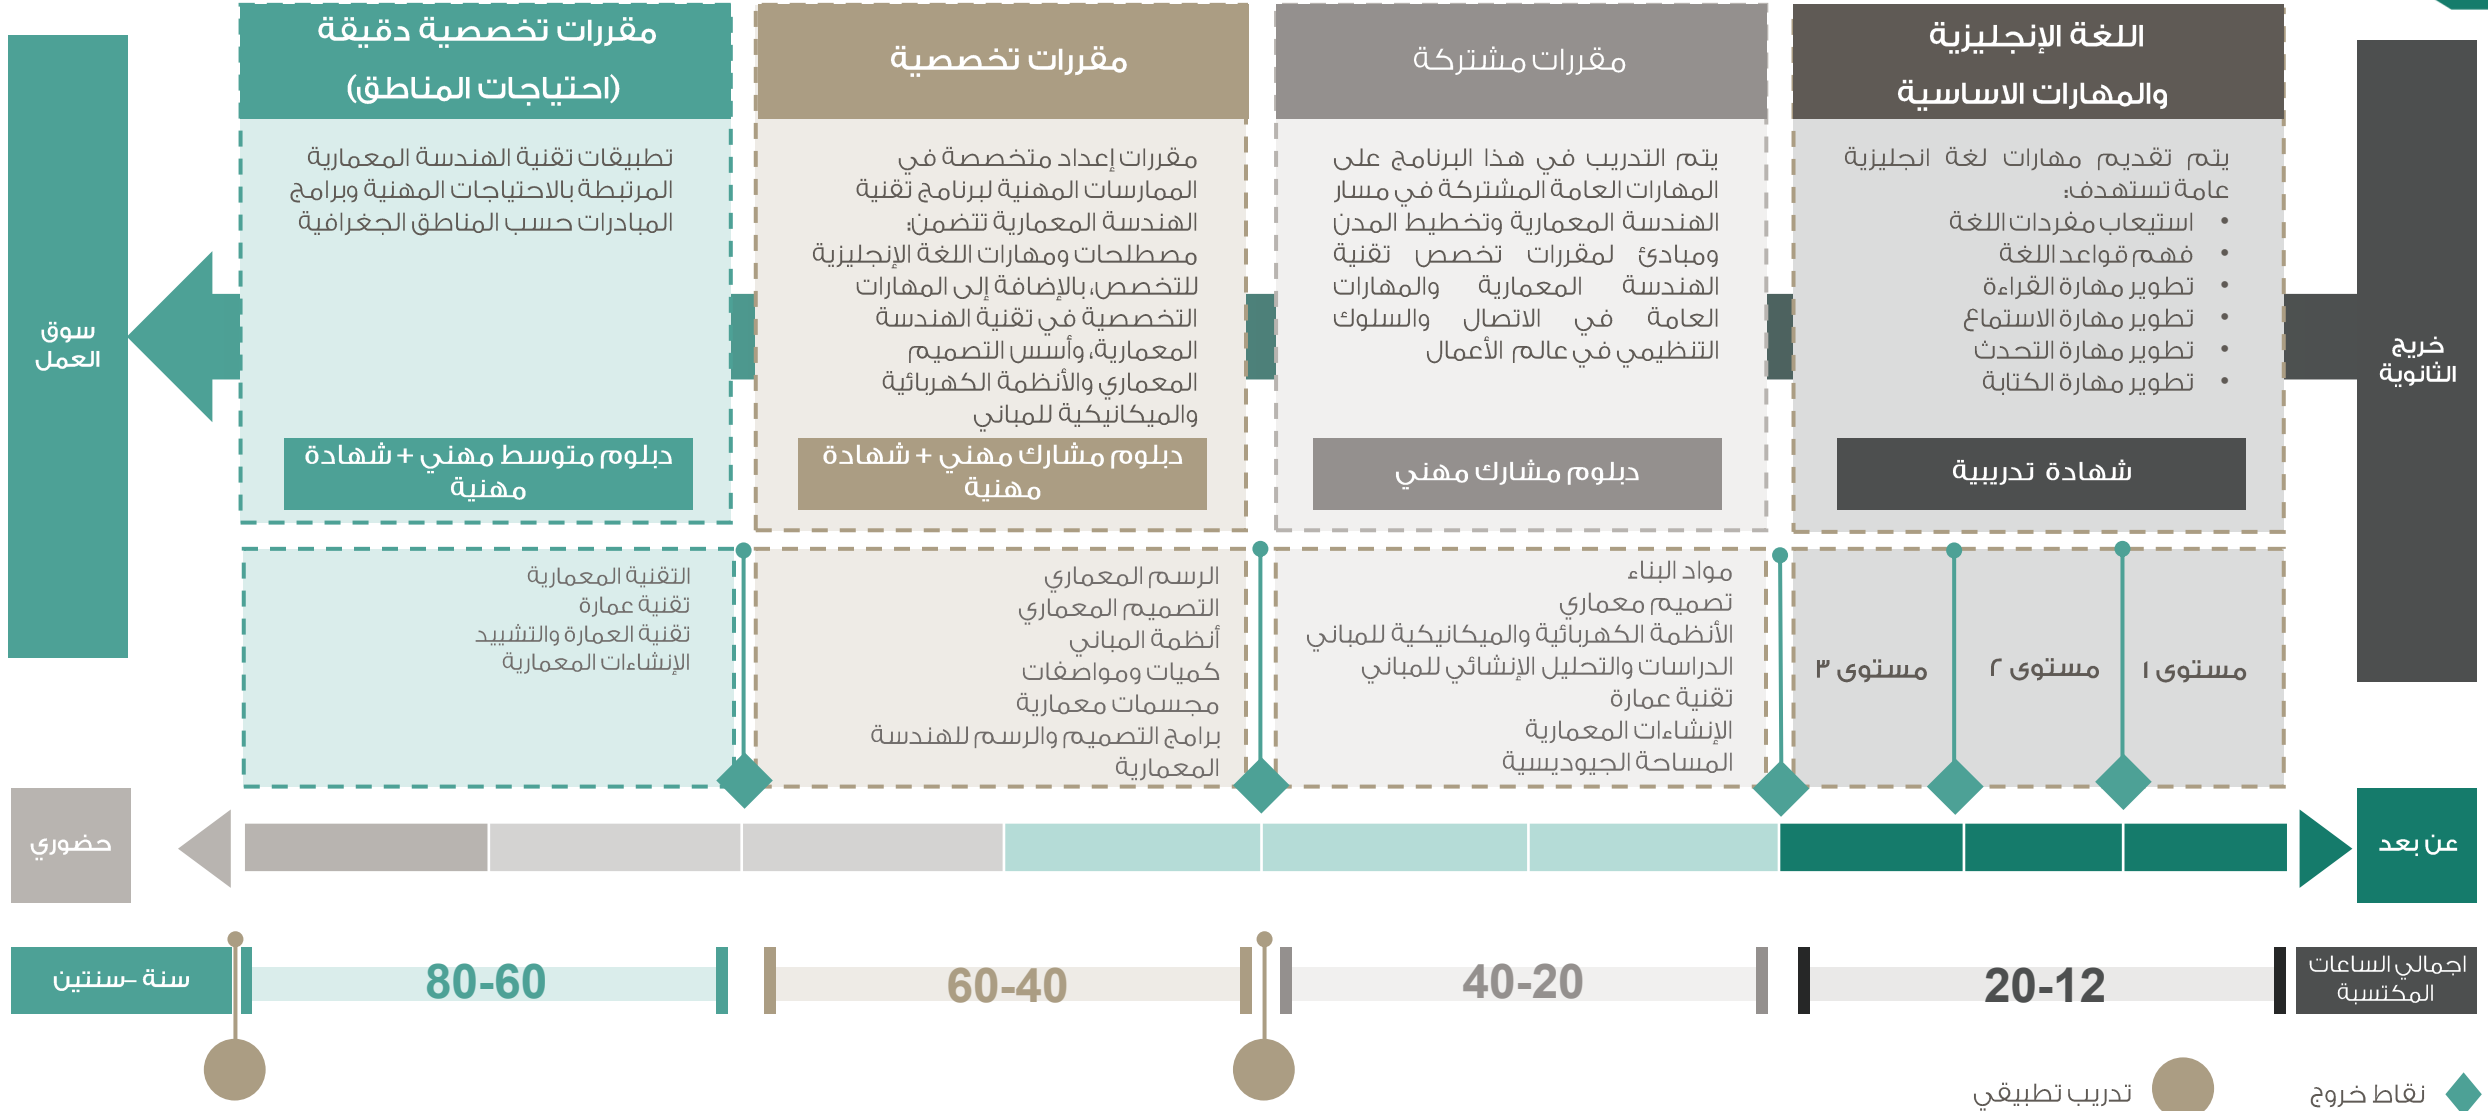 خريج
الثانوية
اللغة الإنجليزية
والمهارات الاساسية
يتم تقديم مهارات لغة انجليزية
عامة تستهدف:
• استيعاب مفردات اللغة
• فهم قواعد اللغة
• تطوير مهارة القراءة
• تطوير مهارة الاستماع
• تطوير مهارة التحدث
• تطوير مهارة الكتابة
شهادة تدريبية
مقررات مشتركة
يتم التدريب في هذا البرنامج على
المهارات العامة المشتركة في مسار
الهندسة المعمارية وتخطيط المدن
ومبادئ لمقررات تخصص تقنية
الهندسة المعمارية والمهارات
العامة في الاتصال والسلوك
التنظيمي في عالم الأعمال
دبلوم مشارك مهني
مقررات تخصصية
مقررات إعداد متخصصة في
الممارسات المهنية لبرنامج تقنية
الهندسة المعمارية تتضمن:
مصطلحات ومهارات اللغة الإنجليزية
للتخصص، بالإضافة إلى المهارات
التخصصية في تقنية الهندسة
المعمارية، وأسس التصميم
المعماري والأنظمة الكهربائية
والميكانيكية للمباني
دبلوم مشارك مهني + شهادة
مهنية
مقررات تخصصية دقيقة
(احتياجات المناطق)
تطبيقات تقنية الهندسة المعمارية
المرتبطة بالاحتياجات المهنية وبرامج
المبادرات حسب المناطق الجغرافية
دبلوم متوسط مهني + شهادة
مهنية
سوق
العمل
مستوى ١
مستوى ٢
مستوى ٣
مواد البناء
تصميم معماري
الأنظمة الكهربائية والميكانيكية للمباني
الدراسات والتحليل الإنشائي للمباني
تقنية عمارة
الإنشاءات المعمارية
المساحة الجيوديسية
الرسم المعماري
التصميم المعماري
أنظمة المباني
كميات ومواصفات
مجسمات معمارية
برامج التصميم والرسم للهندسة
المعمارية
التقنية المعمارية
تقنية عمارة
تقنية العمارة والتشييد
الإنشاءات المعمارية
عن بعد
حضوري
اجمالي الساعات
المكتسبة
20-12
40-20
60-40
80-60
سنة –سنتين
نقاط خروج
تدريب تطبيقي